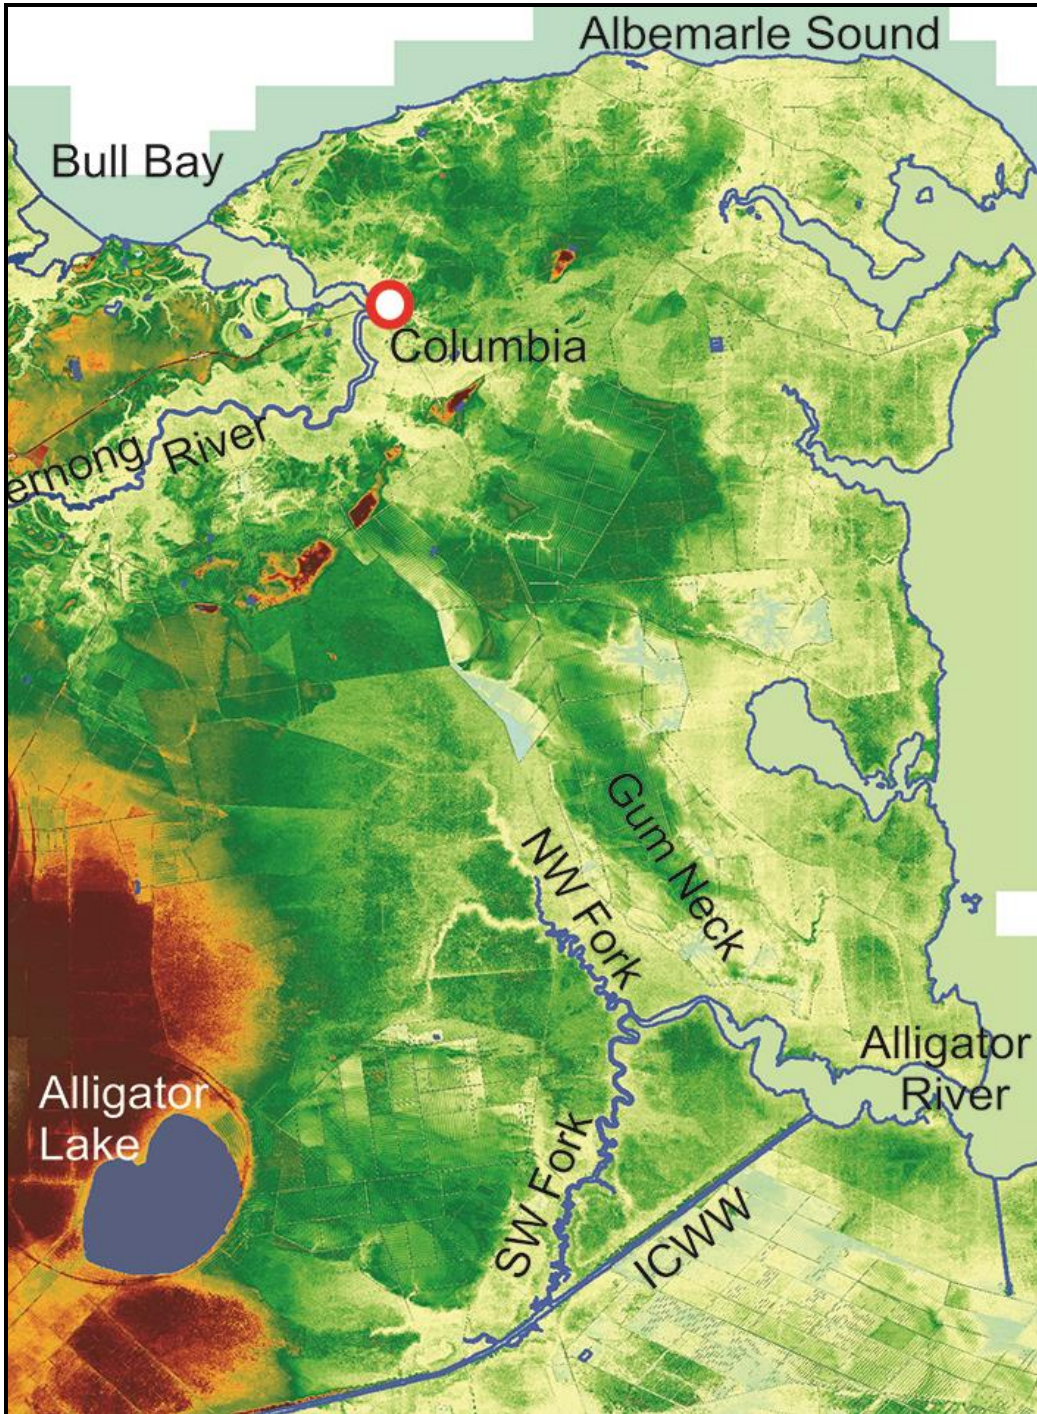 Albemarle Sound
Bull Bay
Columbia
ernong River
Gum Neck
NW Fork
Alligator
River
Alligator
Lake
SW Fork
ICWW